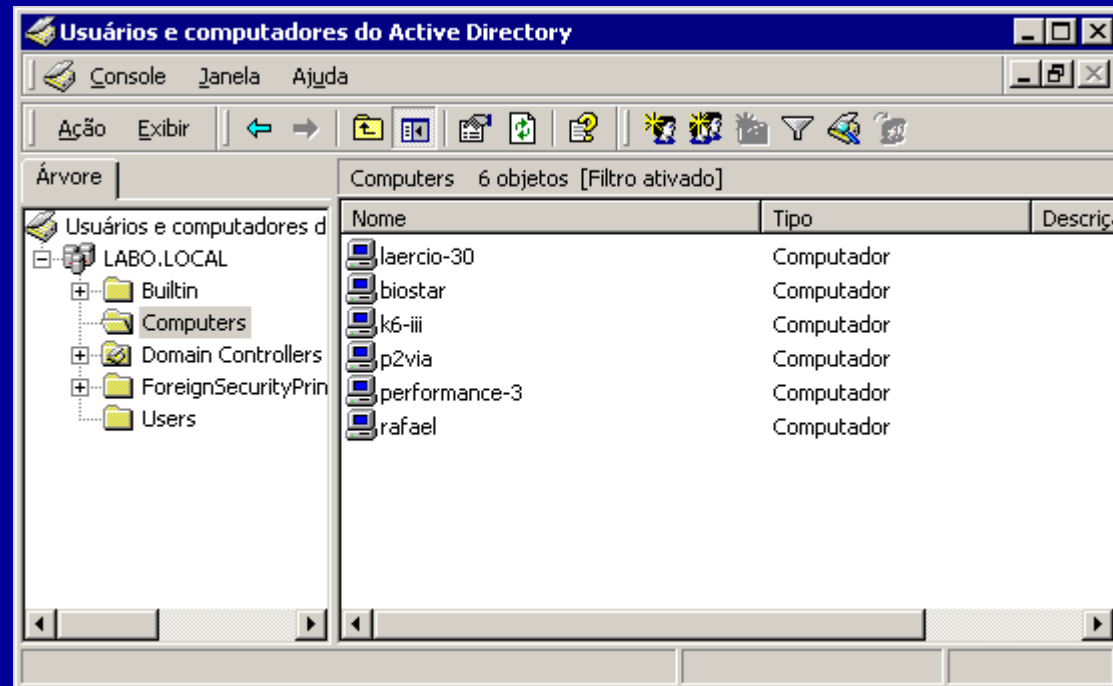 Usuários e computadores do Active Directory
Console Janela Ajuda
Ação Exibir
Árvore
Computers 6 objetos [Filtro ativado]
Usuários e computadores d
LABO.LOCAL
Builtin
Computers
Domain Controllers
ForeignSecurityPrin
Users
Nome Tipo Descriça
laercio-30 Computador
biostar Computador
k6-iii Computador
p2via Computador
performance-3 Computador
rafael Computador